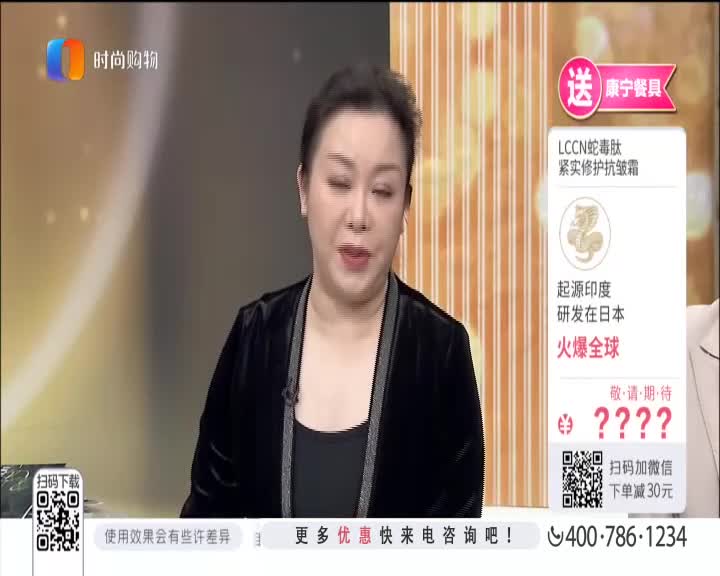 时尚购物
送 康宁餐具
LCCN蛇毒肽
紧实修护抗皱霜
起源印度
研发在日本
火爆全球
敬·请·期·待
¥ ????
扫码加微信
下单减30元
扫码下载
使用效果会有些许差异
更多优惠快来电咨询吧!
400·786·1234